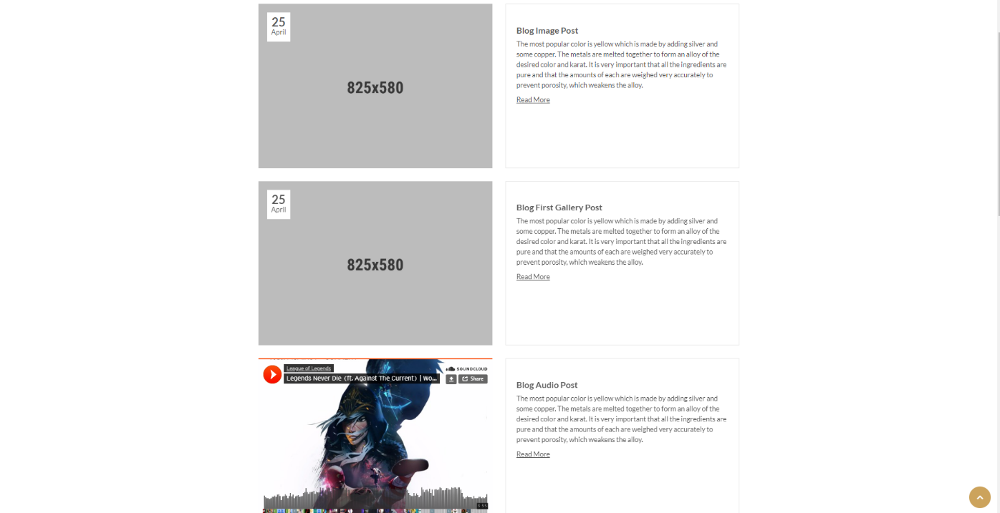 25
April
825x580
Blog Image Post
The most popular color is yellow which is made by adding silver and
some copper. The metals are melted together to form an alloy of the
desired color and karat. It is very important that all the ingredients are
pure and that the amounts of each are weighed very accurately to
prevent porosity, which weakens the alloy.
Read More
25
April
825x580
Blog First Gallery Post
The most popular color is yellow which is made by adding silver and
some copper. The metals are melted together to form an alloy of the
desired color and karat. It is very important that all the ingredients are
pure and that the amounts of each are weighed very accurately to
prevent porosity, which weakens the alloy.
Read More
League of Legends
SOUNDCLOUD
Legends Never Die (ft. Against The Current) | Wo...
Share
3:55
Blog Audio Post
The most popular color is yellow which is made by adding silver and
some copper. The metals are melted together to form an alloy of the
desired color and karat. It is very important that all the ingredients are
pure and that the amounts of each are weighed very accurately to
prevent porosity, which weakens the alloy.
Read More